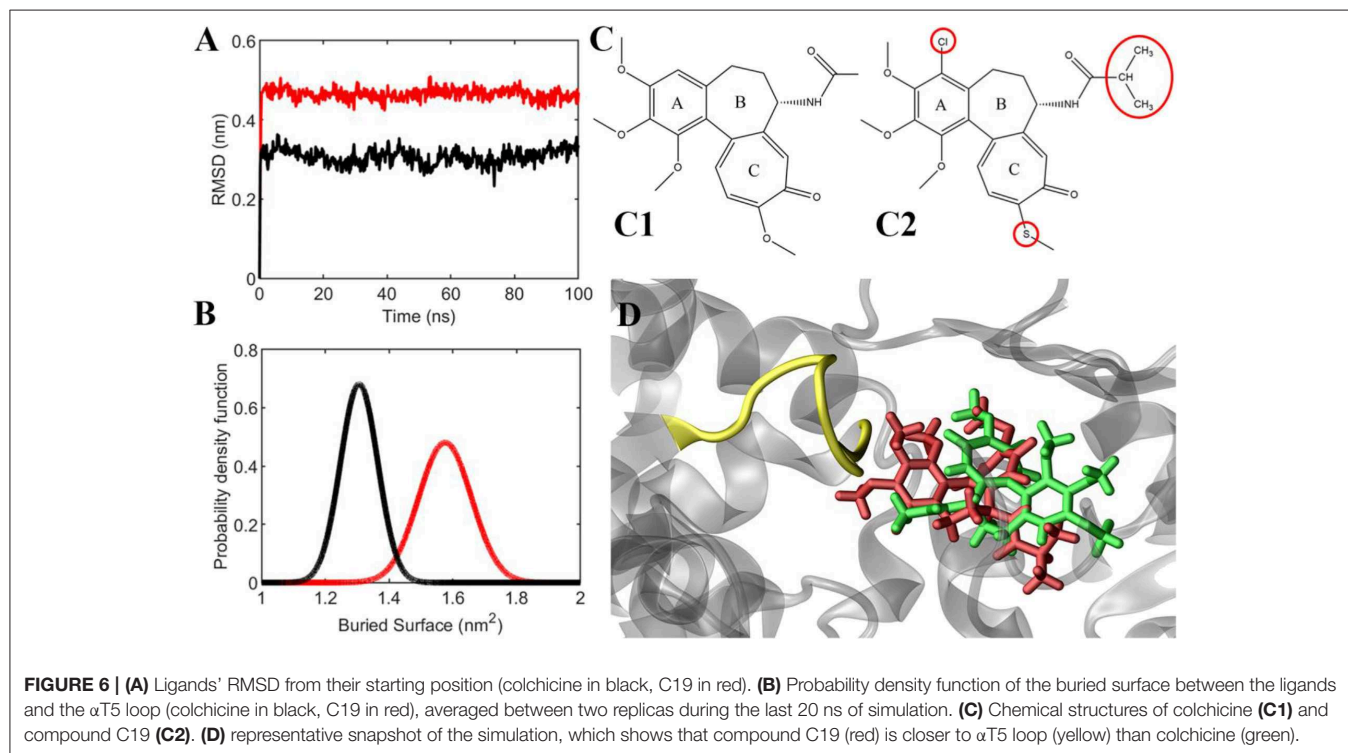 A
0.6
0.4
0.2
0
RMSD (nm)
0 20 40 60 80 100
Time (ns)
B
0.8
0.6
0.4
0.2
0
Probability density function
1 1.2 1.4 1.6 1.8 2
Buried Surface (nm²)
C
O
O
O
O
NH
O
O
A
B
C
C1
Cl
O
O
O
O
NH
CH
CH₃
CH₃
O
S
A
B
C
C2
D
FIGURE 6 | (A) Ligands' RMSD from their starting position (colchicine in black, C19 in red). (B) Probability density function of the buried surface between the ligands
and the αT5 loop (colchicine in black, C19 in red), averaged between two replicas during the last 20 ns of simulation. (C) Chemical structures of colchicine (C1) and
compound C19 (C2). (D) representative snapshot of the simulation, which shows that compound C19 (red) is closer to αT5 loop (yellow) than colchicine (green).